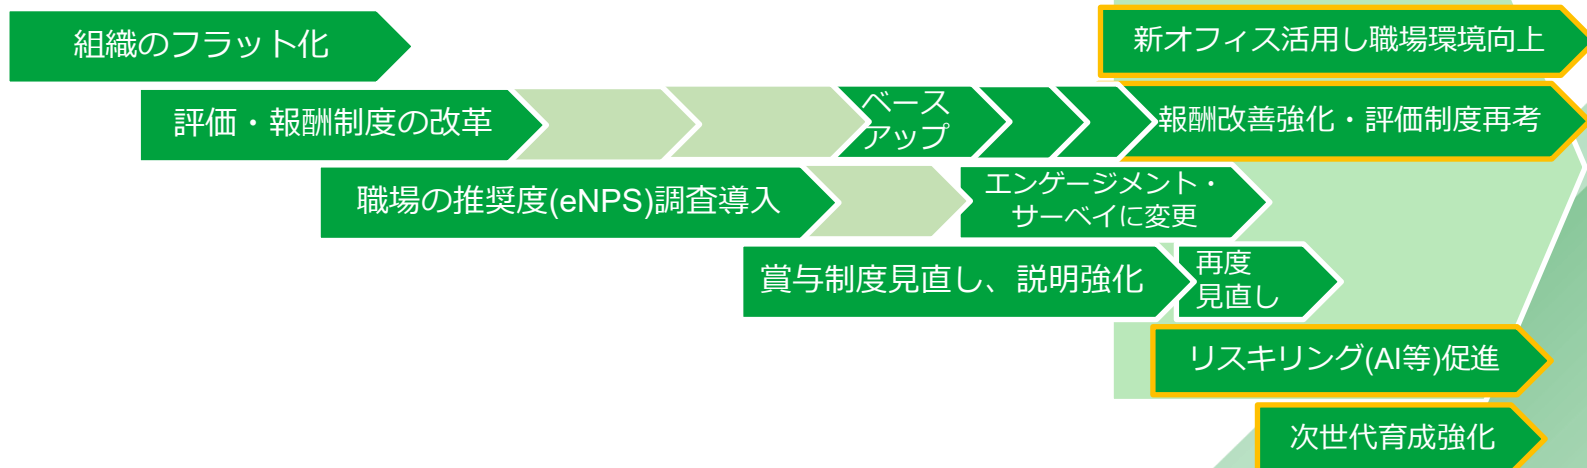 組織のフラット化
新オフィス活用し職場環境向上
評価・報酬制度の改革
ベース
アップ
報酬改善強化・評価制度再考
職場の推奨度(eNPS)調査導入
エンゲージメント・
サーベイに変更
賞与制度見直し、説明強化
再度
見直し
リスキリング(AI等)促進
次世代育成強化